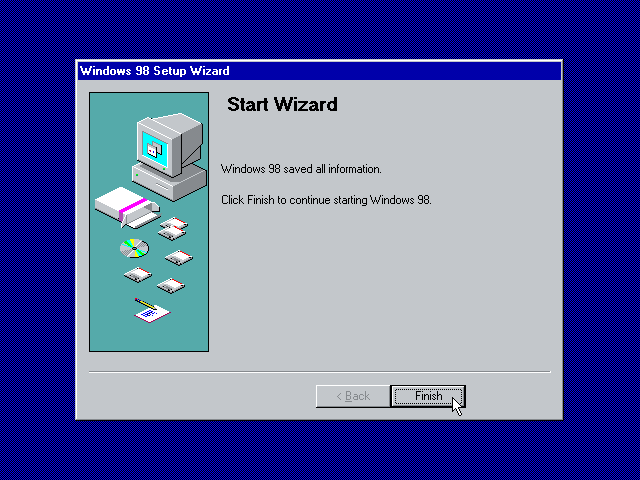 Windows 98 Setup Wizard
Start Wizard
Windows 98 saved all information.
Click Finish to continue starting Windows 98.
< Back
Finish